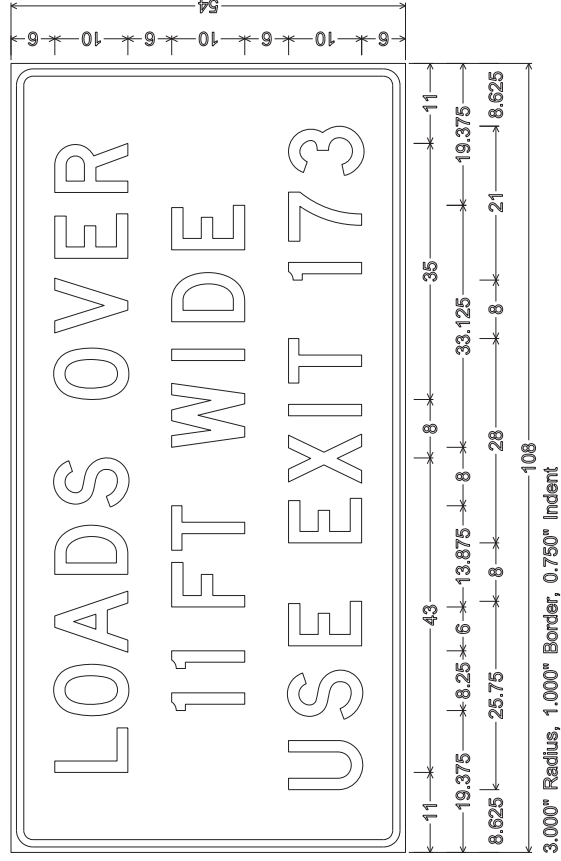 LOADS OVER
11 FT WIDE
USE EXIT 173
6 10 6 10 6 10 6
54
11 43 8 35 11
19.375 8.25 6 13.875 8 33.125 19.375
8.625 25.75 8 28 8 21 8.625
108
3.000" Radius, 1.000" Border, 0.750" Indent